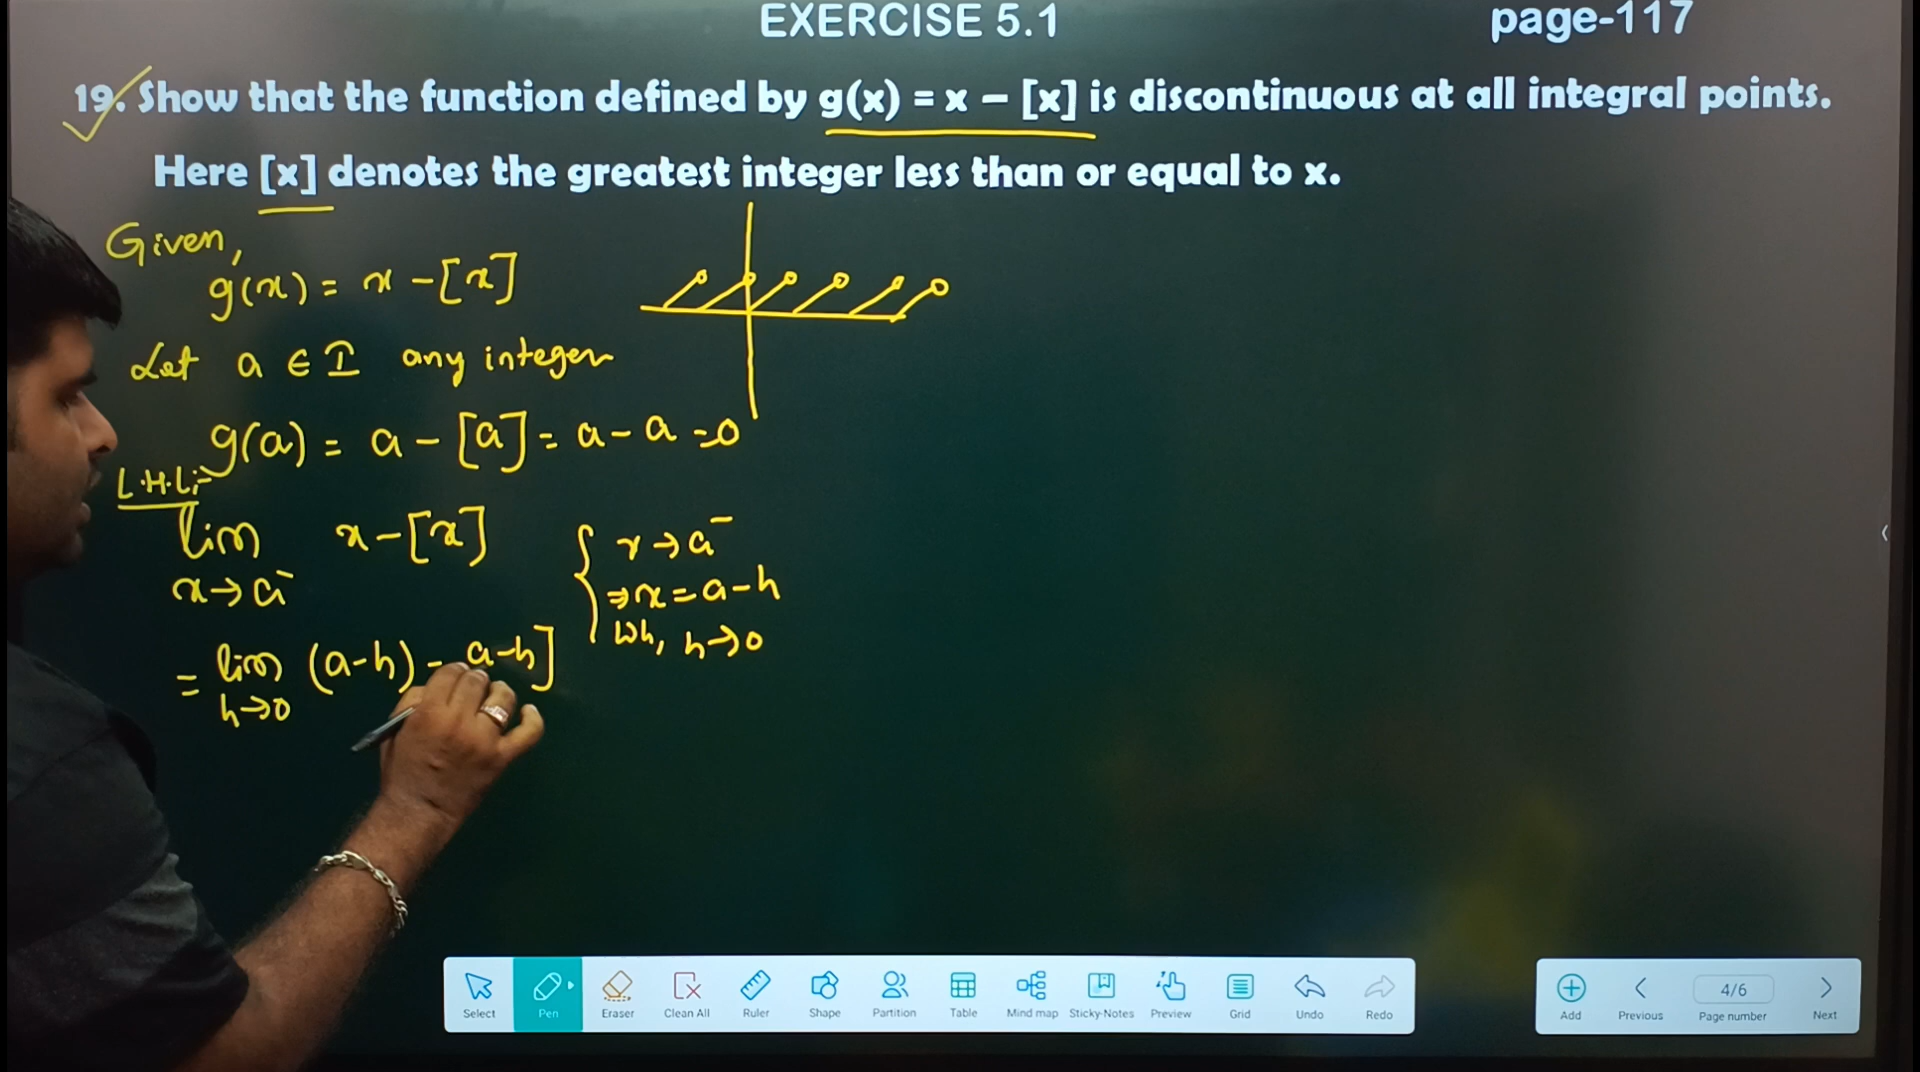 EXERCISE 5.1
page-117
19. Show that the function defined by g(x) = x – [x] is discontinuous at all integral points.
Here [x] denotes the greatest integer less than or equal to x.
Given,
g(x) = x - [x]
Let a ∈ I any integer
g(a) = a - [a] = a - a = 0
L.H.L:-
lim x - [x]
x→a⁻
{ x→a⁻
⇒ x = a-h
wh, h→0
= lim (a-h) - a-h]
h→0
Select Pen Eraser Clean All Ruler Shape Partition Table Mind map Sticky-Notes Preview Grid Undo Redo
4/6
Add Previous Page number Next